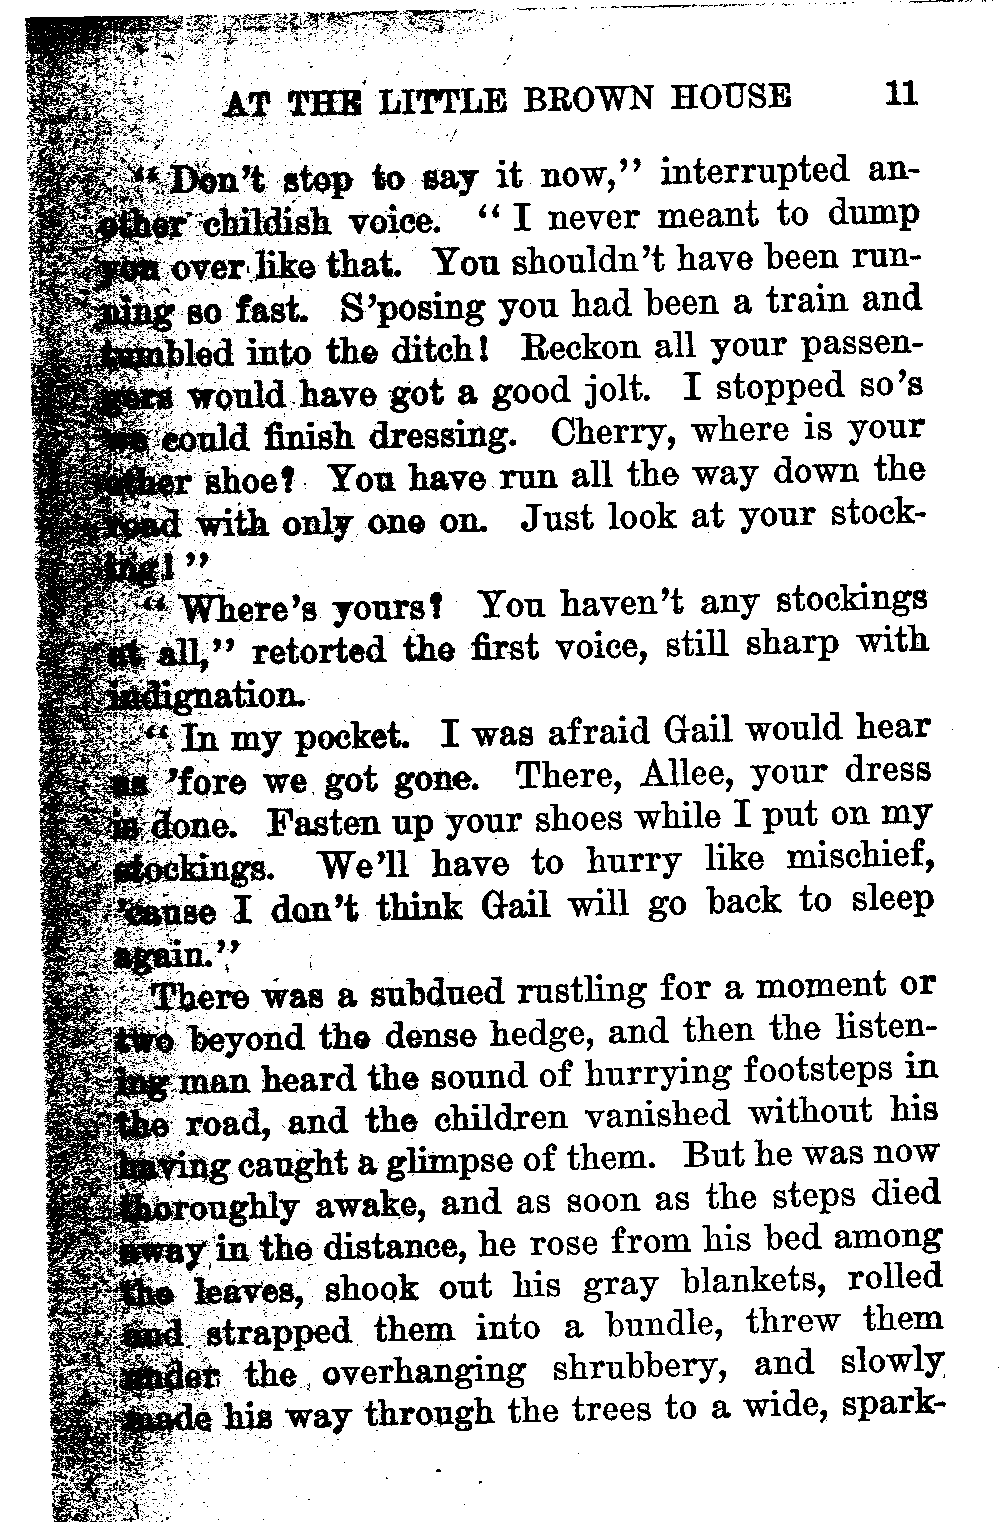 AT THE LITTLE BROWN HOUSE 11
“Don’t stop to say it now,” interrupted an-
other childish voice. “I never meant to dump
you over like that. You shouldn’t have been run-
ning so fast. S’posing you had been a train and
tumbled into the ditch! Reckon all your passen-
gers would have got a good jolt. I stopped so’s
we could finish dressing. Cherry, where is your
other shoe? You have run all the way down the
road with only one on. Just look at your stock-
ing!”
“Where’s yours? You haven’t any stockings
at all,” retorted the first voice, still sharp with
indignation.
“In my pocket. I was afraid Gail would hear
us ’fore we got gone. There, Allee, your dress
is done. Fasten up your shoes while I put on my
stockings. We’ll have to hurry like mischief,
’cause I don’t think Gail will go back to sleep
again.”
There was a subdued rustling for a moment or
two beyond the dense hedge, and then the listen-
ing man heard the sound of hurrying footsteps in
the road, and the children vanished without his
having caught a glimpse of them. But he was now
thoroughly awake, and as soon as the steps died
away in the distance, he rose from his bed among
the leaves, shook out his gray blankets, rolled
and strapped them into a bundle, threw them
under the overhanging shrubbery, and slowly
made his way through the trees to a wide, spark-